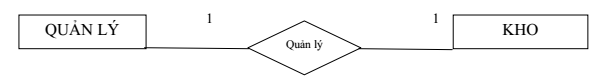 QUẢN LÝ
1
Quản lý
1
KHO